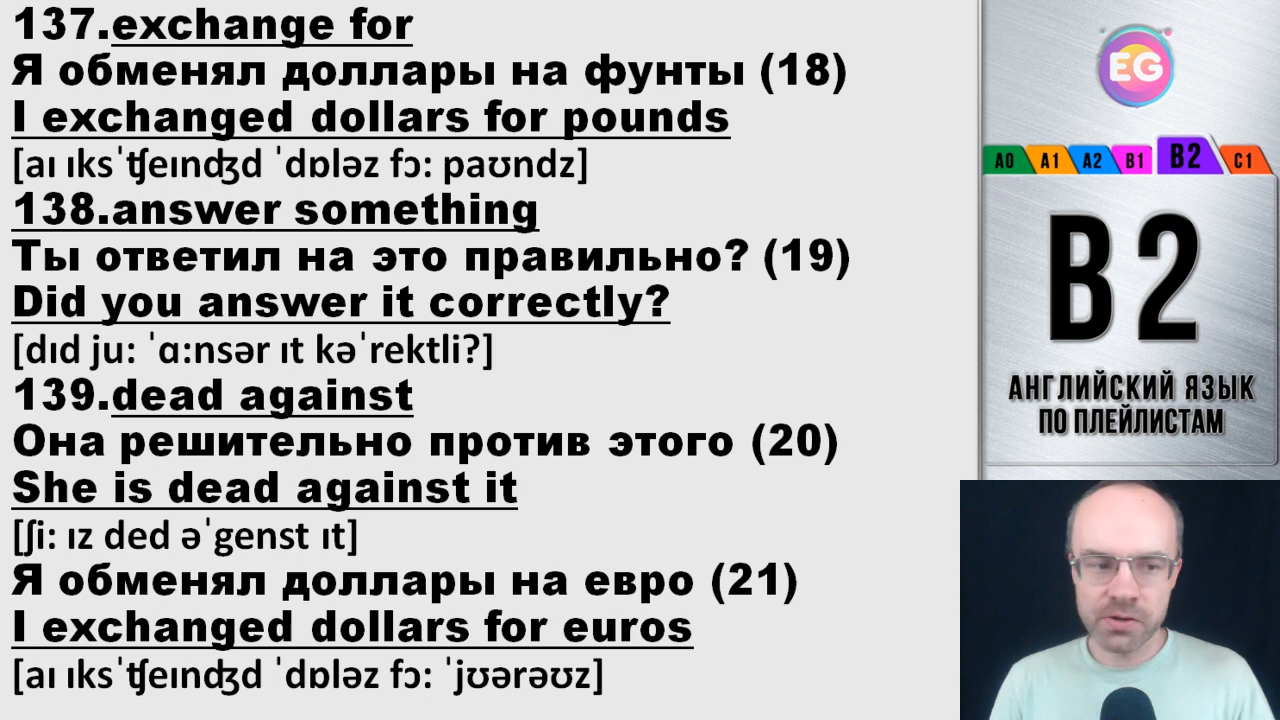 137.exchange for
Я обменял доллары на фунты (18)
I exchanged dollars for pounds
[aɪ ɪksˈʧeɪnʤd ˈdɒləz fɔ: paʊndz]
138.answer something
Ты ответил на это правильно? (19)
Did you answer it correctly?
[dɪd ju: ˈɑ:nsər ɪt kəˈrektli?]
139.dead against
Она решительно против этого (20)
She is dead against it
[ʃi: ɪz ded əˈgenst ɪt]
Я обменял доллары на евро (21)
I exchanged dollars for euros
[aɪ ɪksˈʧeɪnʤd ˈdɒləz fɔ: ˈjʊərəʊz]
EG
A0 A1 A2 B1 B2 C1
B2
АНГЛИЙСКИЙ ЯЗЫК
ПО ПЛЕЙЛИСТАМ